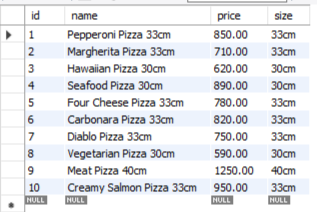 id name price size
1 Pepperoni Pizza 33cm 850.00 33cm
2 Margherita Pizza 33cm 710.00 33cm
3 Hawaiian Pizza 30cm 620.00 30cm
4 Seafood Pizza 30cm 890.00 30cm
5 Four Cheese Pizza 33cm 780.00 33cm
6 Carbonara Pizza 33cm 820.00 33cm
7 Diablo Pizza 33cm 750.00 33cm
8 Vegetarian Pizza 30cm 590.00 30cm
9 Meat Pizza 40cm 1250.00 40cm
10 Creamy Salmon Pizza 33cm 950.00 33cm
NULL NULL NULL NULL